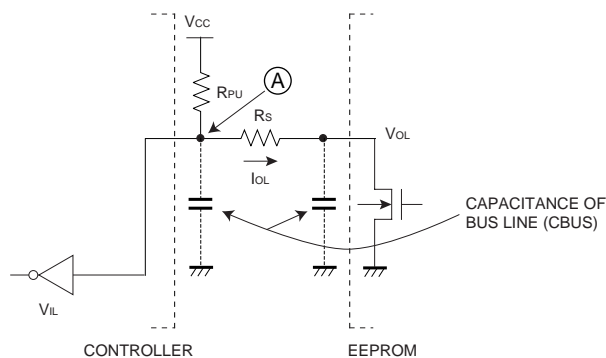 VCC
A
RPU
RS
VOL
IOL
CAPACITANCE OF
BUS LINE (CBUS)
VIL
CONTROLLER
EEPROM